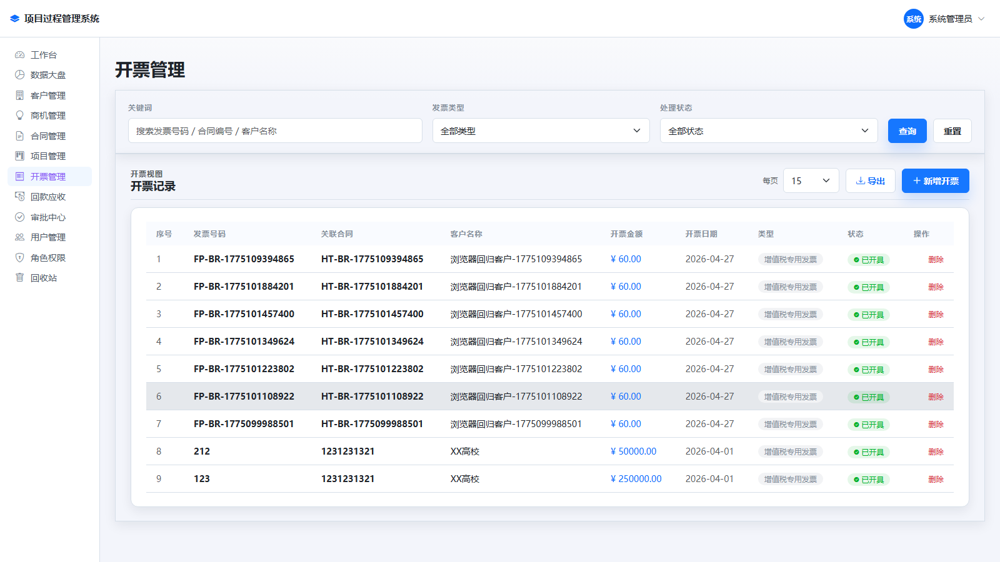 项目过程管理系统
系统 系统管理员
工作台
数据大盘
客户管理
商机管理
合同管理
项目管理
开票管理
回款应收
审批中心
用户管理
角色权限
回收站
开票管理
关键词 发票类型 处理状态
搜索发票号码 / 合同编号 / 客户名称 全部类型 全部状态 查询 重置
开票视图
开票记录
每页 15 导出 新增开票
序号 发票号码 关联合同 客户名称 开票金额 开票日期 类型 状态 操作
1 FP-BR-1775109394865 HT-BR-1775109394865 浏览器回归客户-1775109394865 ¥ 60.00 2026-04-27 增值税专用发票 已开具 删除
2 FP-BR-1775101884201 HT-BR-1775101884201 浏览器回归客户-1775101884201 ¥ 60.00 2026-04-27 增值税专用发票 已开具 删除
3 FP-BR-1775101457400 HT-BR-1775101457400 浏览器回归客户-1775101457400 ¥ 60.00 2026-04-27 增值税专用发票 已开具 删除
4 FP-BR-1775101349624 HT-BR-1775101349624 浏览器回归客户-1775101349624 ¥ 60.00 2026-04-27 增值税专用发票 已开具 删除
5 FP-BR-1775101223802 HT-BR-1775101223802 浏览器回归客户-1775101223802 ¥ 60.00 2026-04-27 增值税专用发票 已开具 删除
6 FP-BR-1775101108922 HT-BR-1775101108922 浏览器回归客户-1775101108922 ¥ 60.00 2026-04-27 增值税专用发票 已开具 删除
7 FP-BR-1775099988501 HT-BR-1775099988501 浏览器回归客户-1775099988501 ¥ 60.00 2026-04-27 增值税专用发票 已开具 删除
8 212 1231231321 XX高校 ¥ 50000.00 2026-04-01 增值税专用发票 已开具 删除
9 123 1231231321 XX高校 ¥ 250000.00 2026-04-01 增值税专用发票 已开具 删除